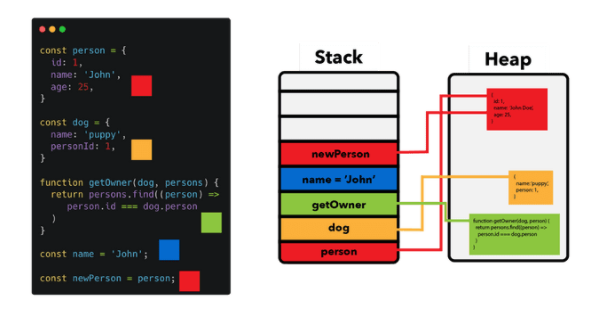 const person = {
id: 1,
name: 'John',
age: 25,
}
const dog = {
name: 'puppy',
personId: 1,
}
function getOwner(dog, persons) {
return persons.find((person) =>
person.id === dog.person
)
}
const name = 'John';
const newPerson = person;
Stack
newPerson
name = 'John'
getOwner
dog
person
Heap
{
id: 1,
name: 'John Doe',
age: 25,
}
{
name: 'puppy',
person: 1,
}
function getOwner(dog, person) {
return persons.find((person) =>
person.id === dog.person
)
}